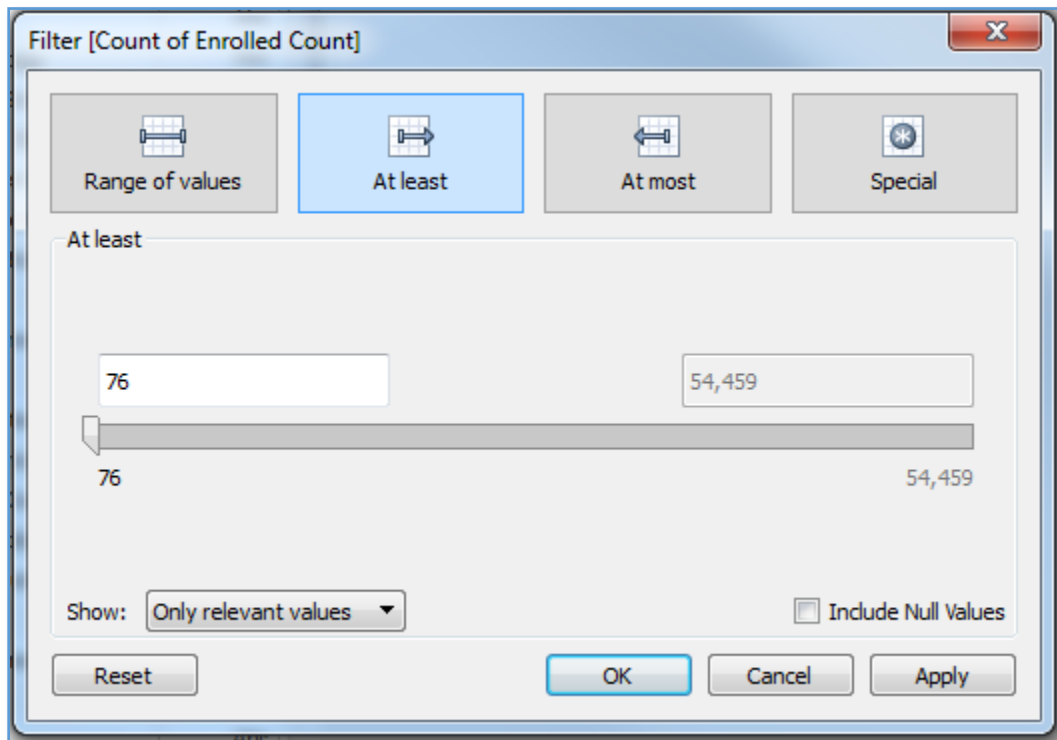 Filter [Count of Enrolled Count]
Range of values
At least
At most
Special
At least
76
54,459
76
54,459
Show: Only relevant values
Include Null Values
Reset
OK
Cancel
Apply